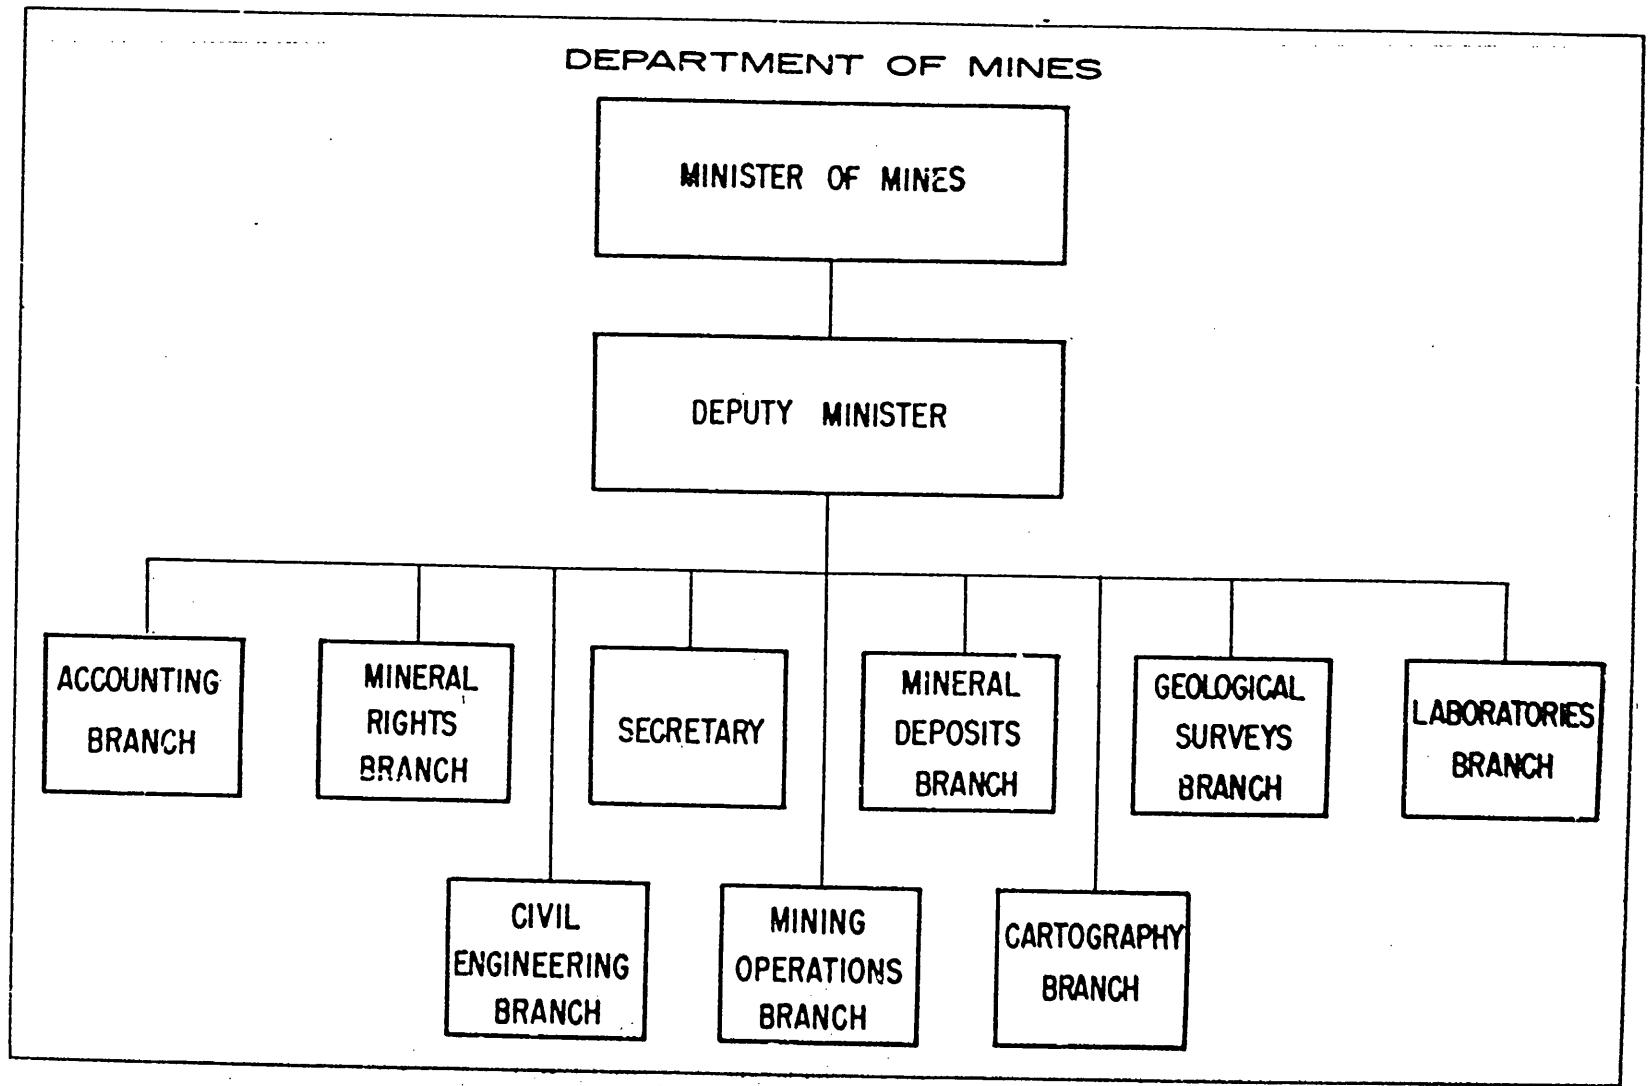 DEPARTMENT OF MINES
MINISTER OF MINES
DEPUTY MINISTER
ACCOUNTING
BRANCH
MINERAL
RIGHTS
BRANCH
SECRETARY
MINERAL
DEPOSITS
BRANCH
GEOLOGICAL
SURVEYS
BRANCH
LABORATORIES
BRANCH
CIVIL
ENGINEERING
BRANCH
MINING
OPERATIONS
BRANCH
CARTOGRAPHY
BRANCH